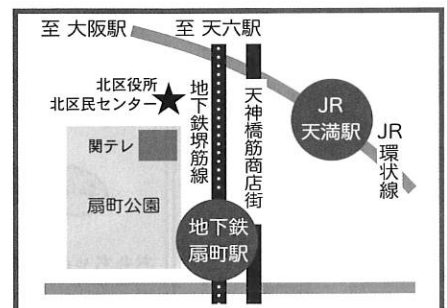 至 大阪駅
至 天六駅
北区役所
北区民センター
地下鉄堺筋線
天神橋筋商店街
JR
天満駅
JR環状線
関テレ
扇町公園
地下鉄
扇町駅